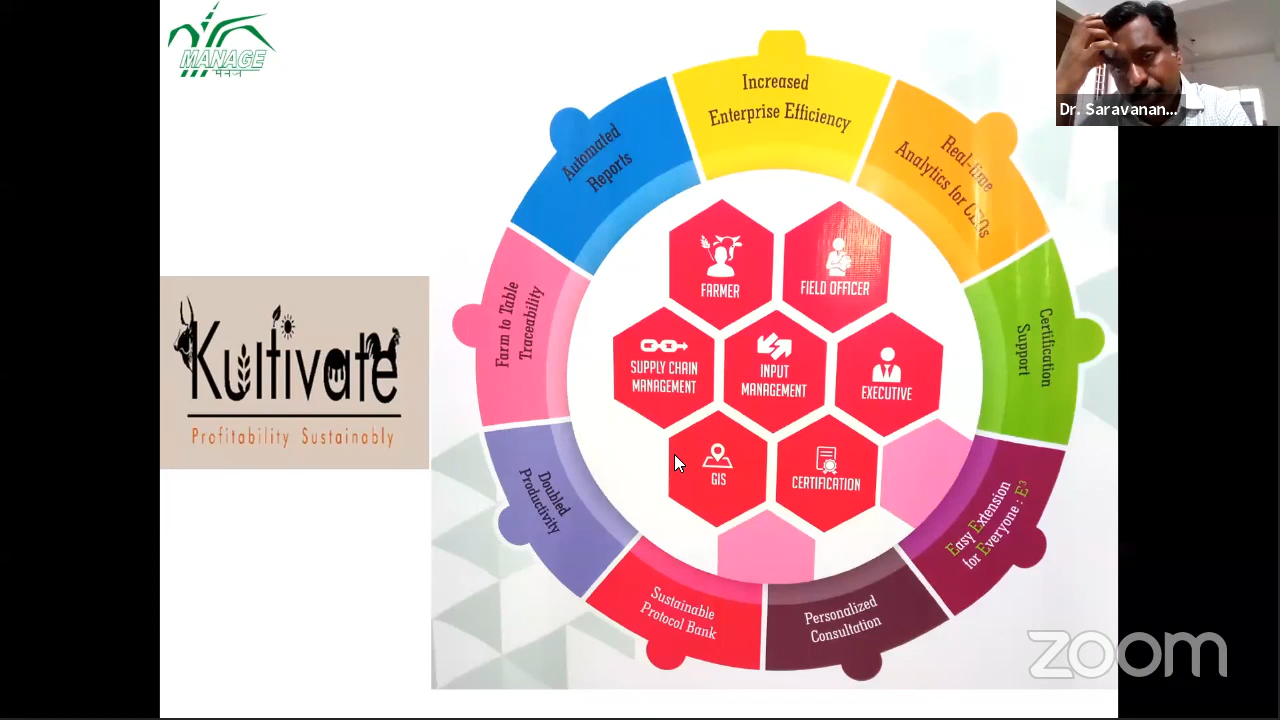 MANAGE
मैनेज
Dr. Saravanan...
Increased
Enterprise Efficiency
Automated
Reports
Real-time
Analytics for CEOs
Farm to Table
Traceability
Certification
Support
FARMER
FIELD OFFICER
SUPPLY CHAIN
MANAGEMENT
INPUT
MANAGEMENT
EXECUTIVE
GIS
CERTIFICATION
Kultivate
Profitability Sustainably
Doubled
Productivity
Easy Extension
for Everyone : E³
Sustainable
Protocol Bank
Personalized
Consultation
zoom